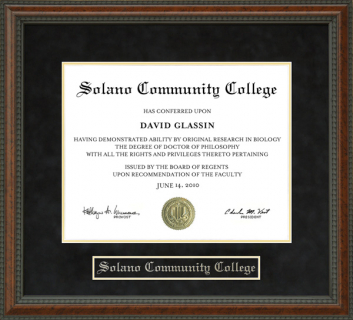 Solano Community College
HAS CONFERRED UPON
DAVID GLASSIN
HAVING DEMONSTRATED ABILITY BY ORIGINAL RESEARCH IN BIOLOGY
THE DEGREE OF DOCTOR OF PHILOSOPHY
WITH ALL THE RIGHTS AND PRIVILEGES THERETO PERTAINING
ISSUED BY THE BOARD OF REGENTS
UPON RECOMMENDATION OF THE FACULTY
JUNE 14, 2010
PROVOST
PRESIDENT
Solano Community College